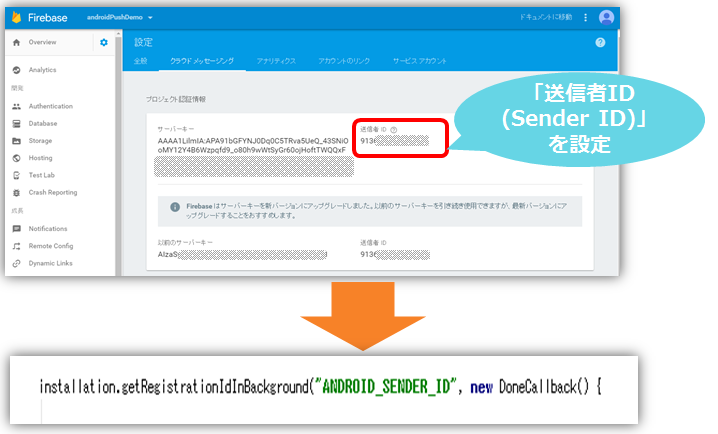 Firebase
androidPushDemo
ドキュメントに移動
Overview
Analytics
開発
Authentication
Database
Storage
Hosting
Test Lab
Crash Reporting
成長
Notifications
Remote Config
Dynamic Links
設定
全般
クラウド メッセージング
アナリティクス
アカウントのリンク
サービス アカウント
プロジェクト認証情報
サーバーキー
送信者 ID
9136
Firebase はサーバーキーを新バージョンにアップグレードしました。以前のサーバーキーを引き続き使用できますが、最新バージョンにア
ップグレードすることをおすすめします。
以前のサーバーキー
送信者 ID
AIzaS
9136
「送信者ID
(Sender ID)」
を設定
installation.getRegistrationIdInBackground("ANDROID_SENDER_ID", new DoneCallback() {